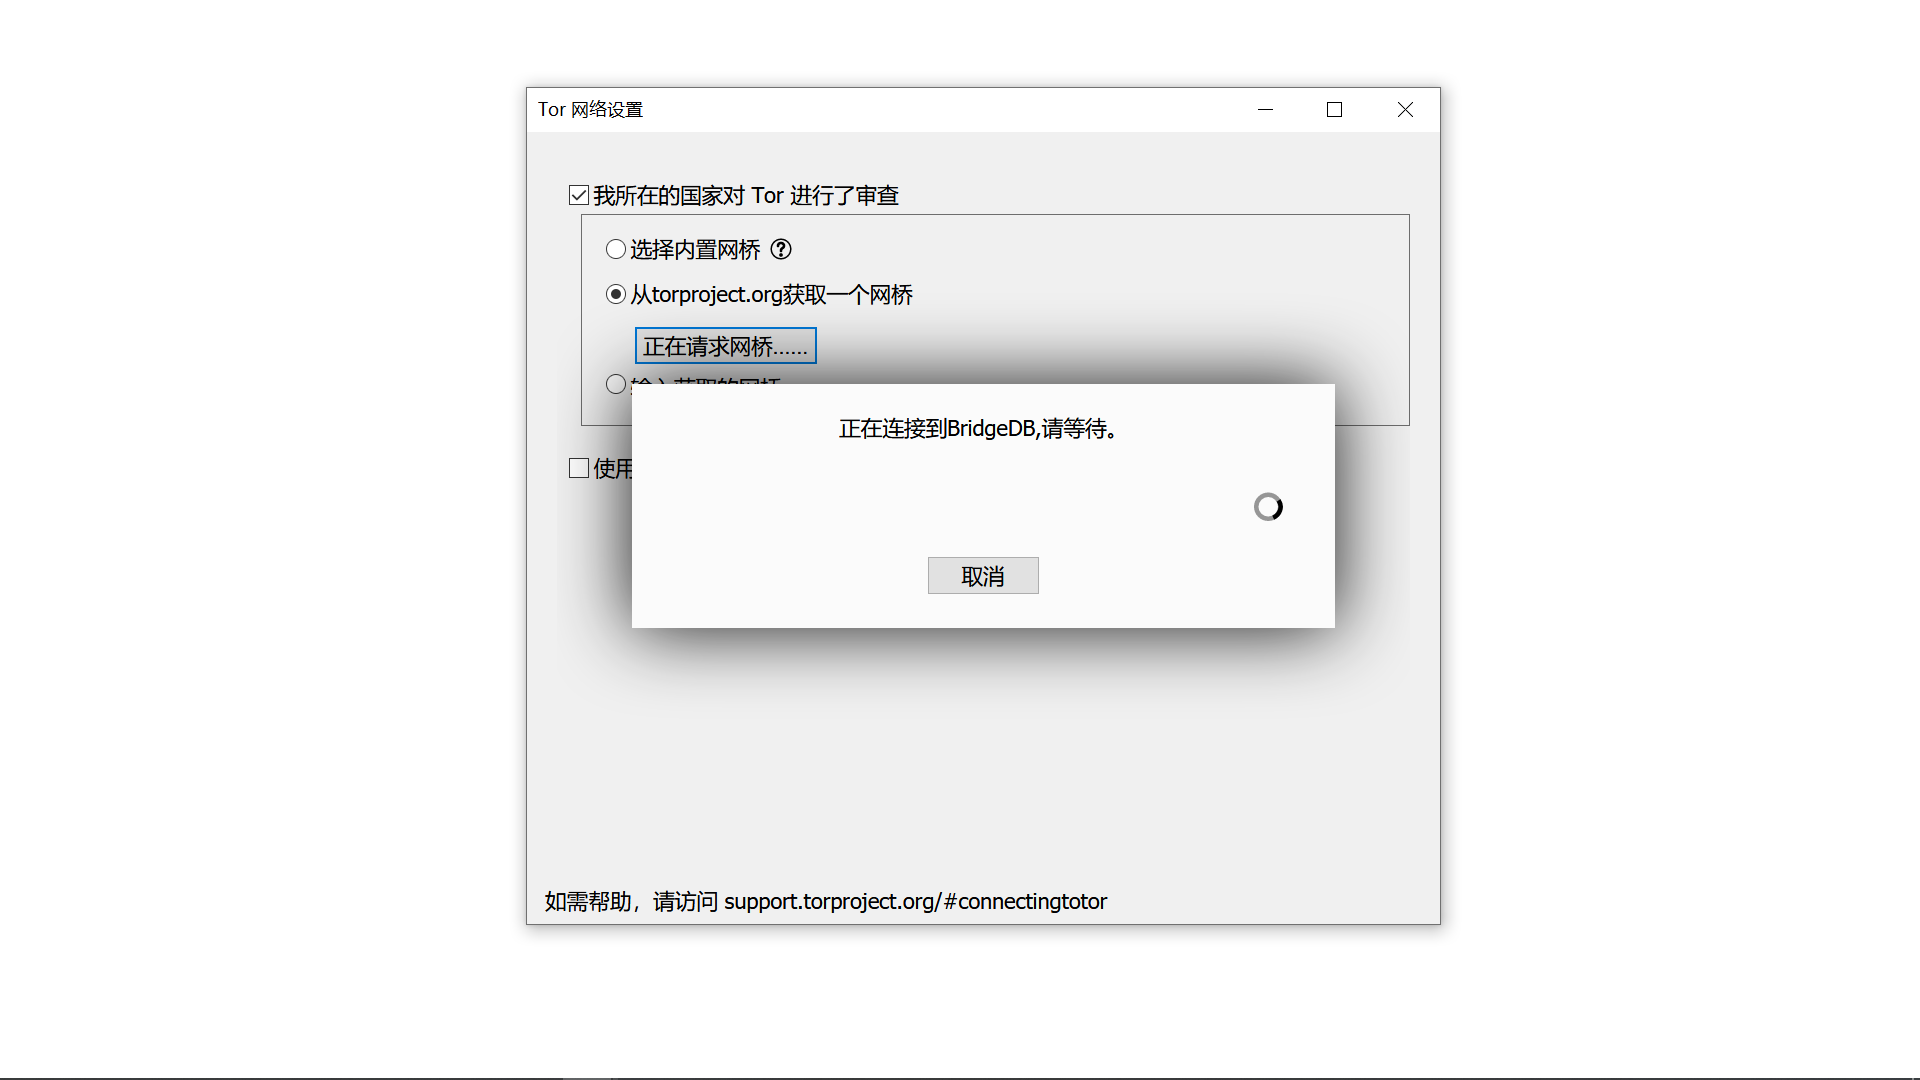 Tor 网络设置
我所在的国家对 Tor 进行了审查
选择内置网桥
从torproject.org获取一个网桥
正在请求网桥......
正在连接到BridgeDB,请等待。
使用
取消
如需帮助，请访问 support.torproject.org/#connectingtotor